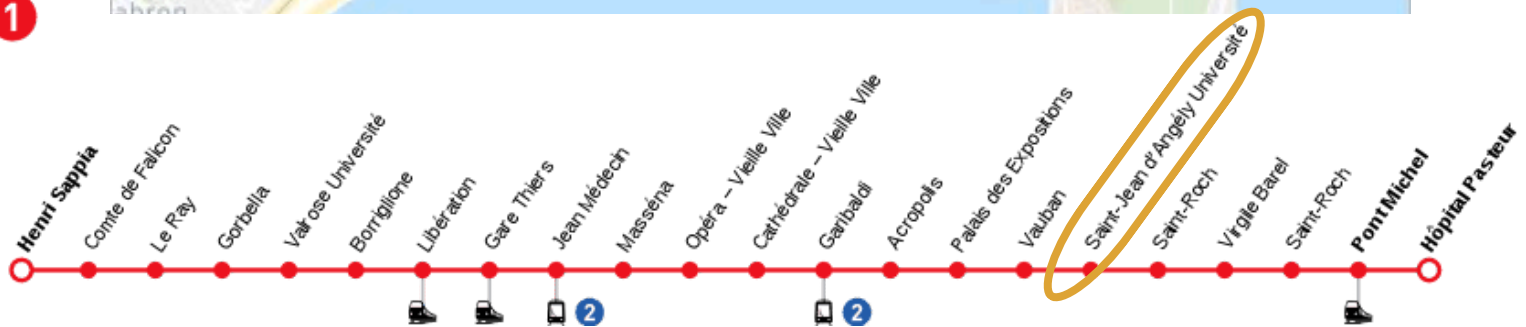 1
Henri Sappia
Comte de Falicon
Le Ray
Gorbella
Valrose Université
Borriglione
Libération
Gare Thiers
Jean Médecin
Masséna
Opéra – Vieille Ville
Cathédrale – Vieille Ville
Garibaldi
Acropolis
Palais des Expositions
Vauban
Saint-Jean d'Angély Université
Saint-Roch
Virgile Barel
Saint-Roch
Pont Michel
Hôpital Pasteur
2
2